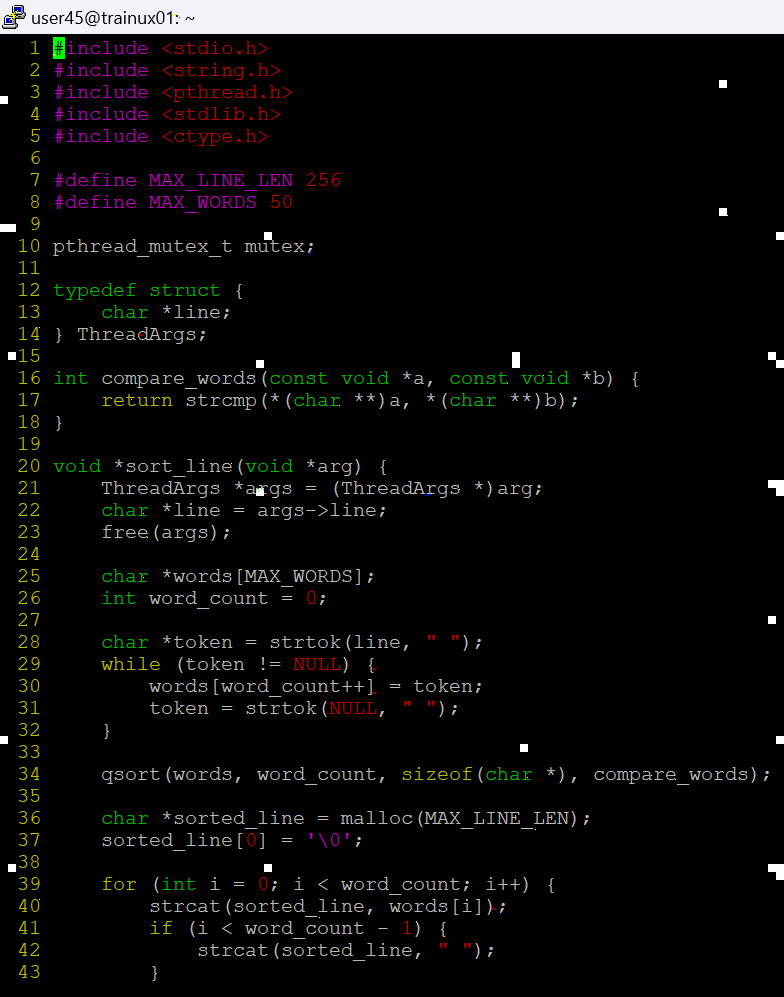 user45@trainux01: ~
1 #include <stdio.h>
2 #include <string.h>
3 #include <pthread.h>
4 #include <stdlib.h>
5 #include <ctype.h>
6
7 #define MAX_LINE_LEN 256
8 #define MAX_WORDS 50
9
10 pthread_mutex_t mutex;
11
12 typedef struct {
13     char *line;
14 } ThreadArgs;
15
16 int compare_words(const void *a, const void *b) {
17     return strcmp(*(char **)a, *(char **)b);
18 }
19
20 void *sort_line(void *arg) {
21     ThreadArgs *args = (ThreadArgs *)arg;
22     char *line = args->line;
23     free(args);
24
25     char *words[MAX_WORDS];
26     int word_count = 0;
27
28     char *token = strtok(line, " ");
29     while (token != NULL) {
30         words[word_count++] = token;
31         token = strtok(NULL, " ");
32     }
33
34     qsort(words, word_count, sizeof(char *), compare_words);
35
36     char *sorted_line = malloc(MAX_LINE_LEN);
37     sorted_line[0] = '\0';
38
39     for (int i = 0; i < word_count; i++) {
40         strcat(sorted_line, words[i]);
41         if (i < word_count - 1) {
42             strcat(sorted_line, " ");
43         }